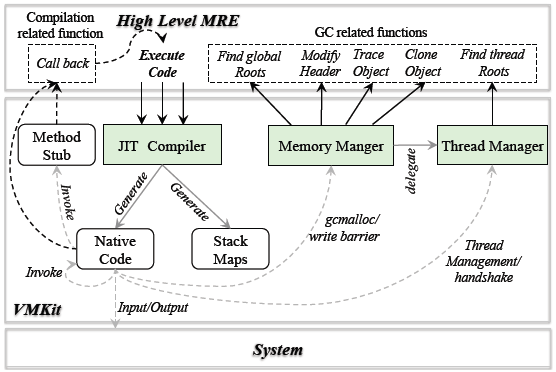 Compilation
related function
High Level MRE
GC related functions
Call back
Execute
Code
Find global
Roots
Modify
Header
Trace
Object
Clone
Object
Find thread
Roots
Method
Stub
JIT Compiler
Memory Manger
Thread Manager
delegate
Invoke
Generate
Generate
gcmalloc/
write barrier
Native
Code
Stack
Maps
Thread
Management/
handshake
Invoke
Input/Output
VMKit
System